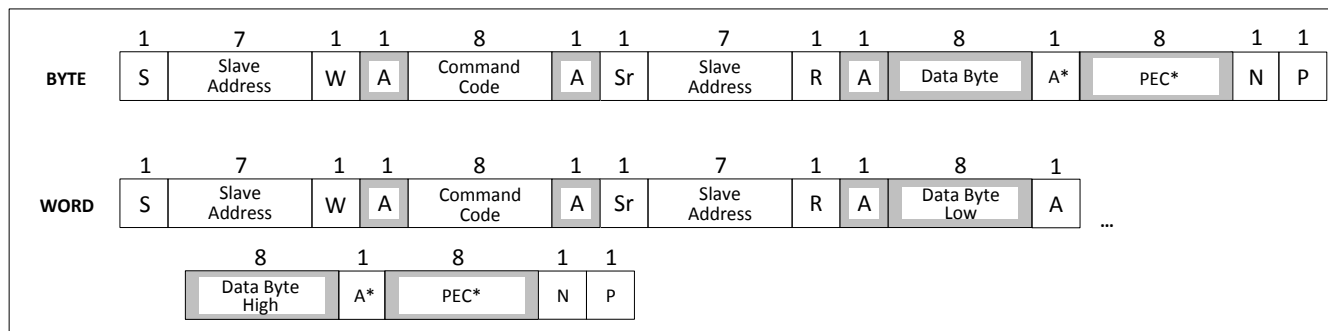 1 7 1 1 8 1 1 7 1 1 8 1 8 1 1
BYTE S Slave Address W A Command Code A Sr Slave Address R A Data Byte A* PEC* N P
1 7 1 1 8 1 1 7 1 1 8 1
WORD S Slave Address W A Command Code A Sr Slave Address R A Data Byte Low A ...
8 1 8 1 1
Data Byte High A* PEC* N P